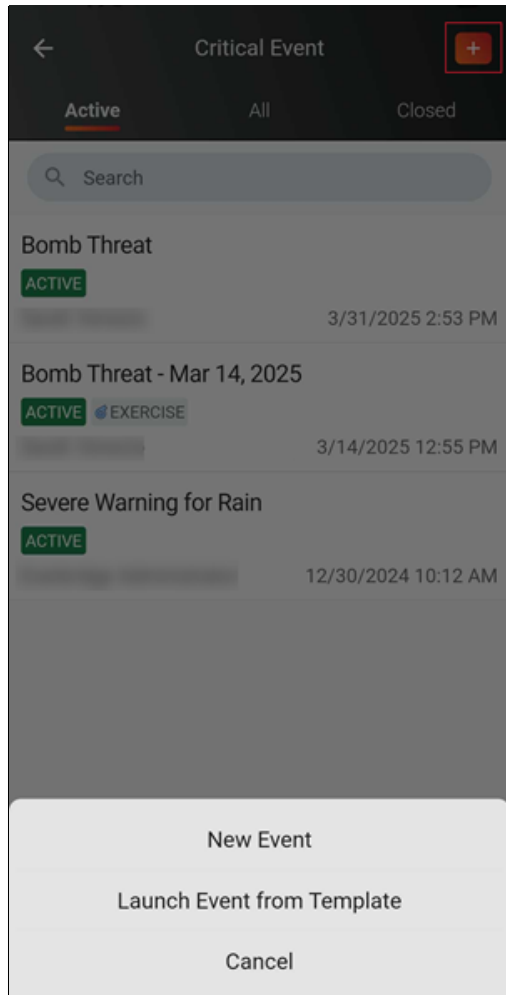 Critical Event
Active All Closed
Search
Bomb Threat
ACTIVE
3/31/2025 2:53 PM
Bomb Threat - Mar 14, 2025
ACTIVE EXERCISE
3/14/2025 12:55 PM
Severe Warning for Rain
ACTIVE
12/30/2024 10:12 AM
New Event
Launch Event from Template
Cancel